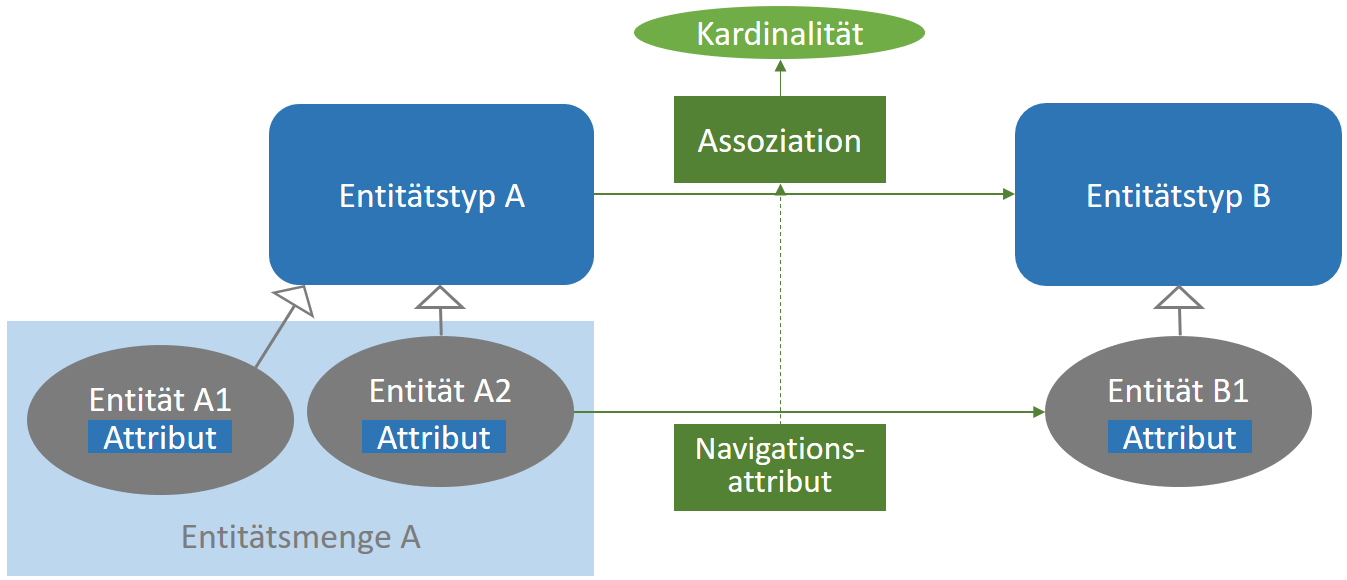 Kardinalität
Assoziation
Entitätstyp A
Entitätstyp B
Entität A1
Attribut
Entität A2
Attribut
Navigations-
attribut
Entität B1
Attribut
Entitätsmenge A